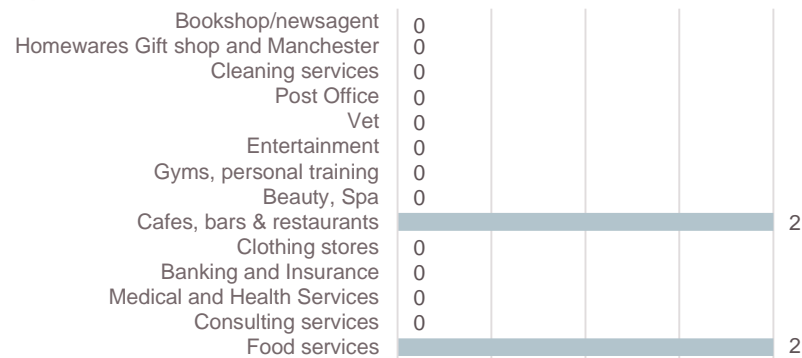 Bookshop/newsagent 0
Homewares Gift shop and Manchester 0
Cleaning services 0
Post Office 0
Vet 0
Entertainment 0
Gyms, personal training 0
Beauty, Spa 0
Cafes, bars & restaurants 2
Clothing stores 0
Banking and Insurance 0
Medical and Health Services 0
Consulting services 0
Food services 2